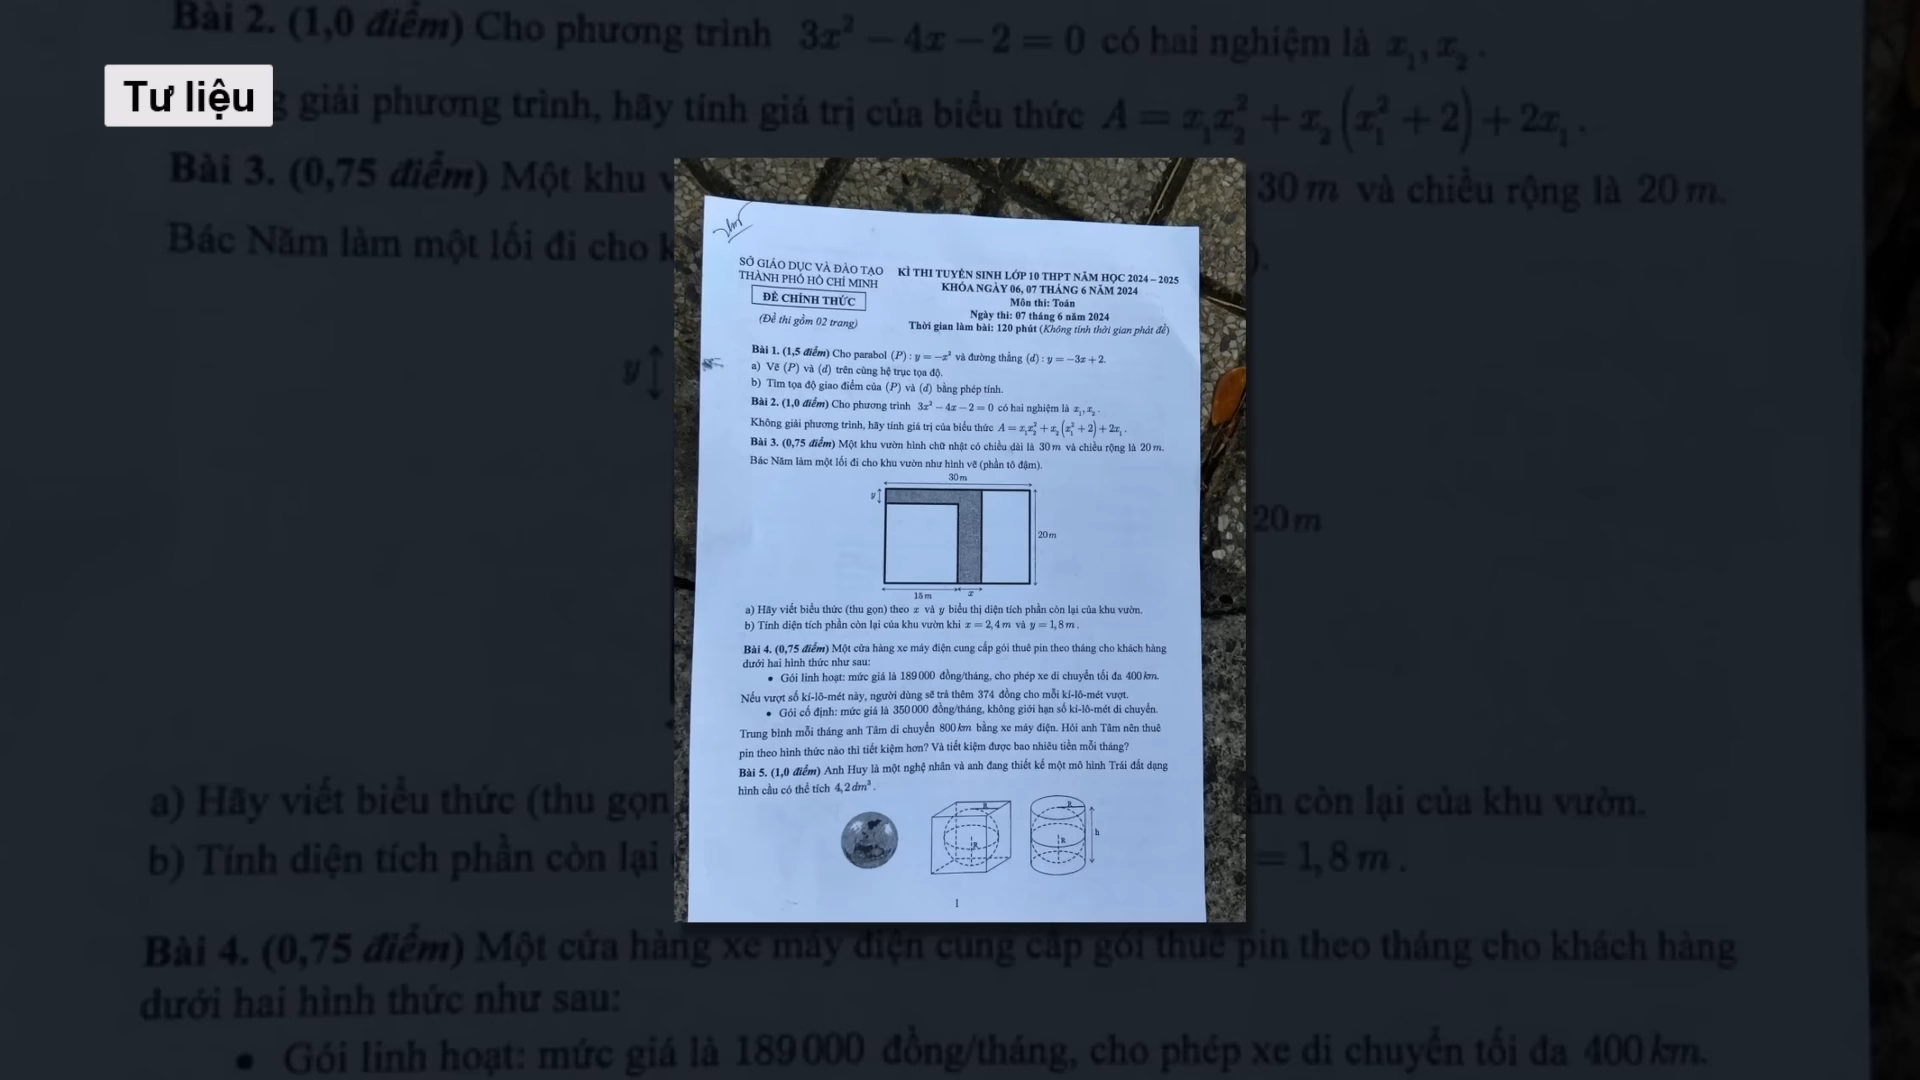 Tư liệu
Bài 2. (1,0 điểm) Cho phương trình 3x² − 4x − 2 = 0 có hai nghiệm là x₁, x₂.
giải phương trình, hãy tính giá trị của biểu thức A = x₁x₂² + x₂(x₁² + 2) + 2x₁.
Bài 3. (0,75 điểm) Một khu 30 m và chiều rộng là 20 m.
Bác Năm làm một lối đi cho
y
20 m
a) Hãy viết biểu thức (thu gọn còn lại của khu vườn.
b) Tính diện tích phần còn lại = 1,8 m.
Bài 4. (0,75 điểm) Một cửa hàng xe máy điện cung cấp gói thuê pin theo tháng cho khách hàng
dưới hai hình thức như sau:
• Gói linh hoạt: mức giá là 189 000 đồng/tháng, cho phép xe di chuyển tối đa 400 km.
SỞ GIÁO DỤC VÀ ĐÀO TẠO
THÀNH PHỐ HỒ CHÍ MINH
ĐỀ CHÍNH THỨC
(Đề thi gồm 02 trang)
KÌ THI TUYỂN SINH LỚP 10 THPT NĂM HỌC 2024 – 2025
KHÓA NGÀY 06, 07 THÁNG 6 NĂM 2024
Môn thi: Toán
Ngày thi: 07 tháng 6 năm 2024
Thời gian làm bài: 120 phút (Không tính thời gian phát đề)
Bài 1. (1,5 điểm) Cho parabol (P) : y = −x² và đường thẳng (d) : y = −3x + 2.
a) Vẽ (P) và (d) trên cùng hệ trục tọa độ.
b) Tìm tọa độ giao điểm của (P) và (d) bằng phép tính.
Bài 2. (1,0 điểm) Cho phương trình 3x² − 4x − 2 = 0 có hai nghiệm là x₁, x₂.
Không giải phương trình, hãy tính giá trị của biểu thức A = x₁x₂² + x₂(x₁² + 2) + 2x₁.
Bài 3. (0,75 điểm) Một khu vườn hình chữ nhật có chiều dài là 30 m và chiều rộng là 20 m.
Bác Năm làm một lối đi cho khu vườn như hình vẽ (phần tô đậm).
30 m
y
20 m
15 m x
a) Hãy viết biểu thức (thu gọn) theo x và y biểu thị diện tích phần còn lại của khu vườn.
b) Tính diện tích phần còn lại của khu vườn khi x = 2,4 m và y = 1,8 m.
Bài 4. (0,75 điểm) Một cửa hàng xe máy điện cung cấp gói thuê pin theo tháng cho khách hàng
dưới hai hình thức như sau:
• Gói linh hoạt: mức giá là 189 000 đồng/tháng, cho phép xe di chuyển tối đa 400 km.
Nếu vượt số kí-lô-mét này, người dùng sẽ trả thêm 374 đồng cho mỗi kí-lô-mét vượt.
• Gói cố định: mức giá là 350 000 đồng/tháng, không giới hạn số kí-lô-mét di chuyển.
Trung bình mỗi tháng anh Tâm di chuyển 800 km bằng xe máy điện. Hỏi anh Tâm nên thuê
pin theo hình thức nào thì tiết kiệm hơn? Và tiết kiệm được bao nhiêu tiền mỗi tháng?
Bài 5. (1,0 điểm) Anh Huy là một nghệ nhân và anh đang thiết kế một mô hình Trái đất dạng
hình cầu có thể tích 4,2 dm³.
R
R
R
R
h
1